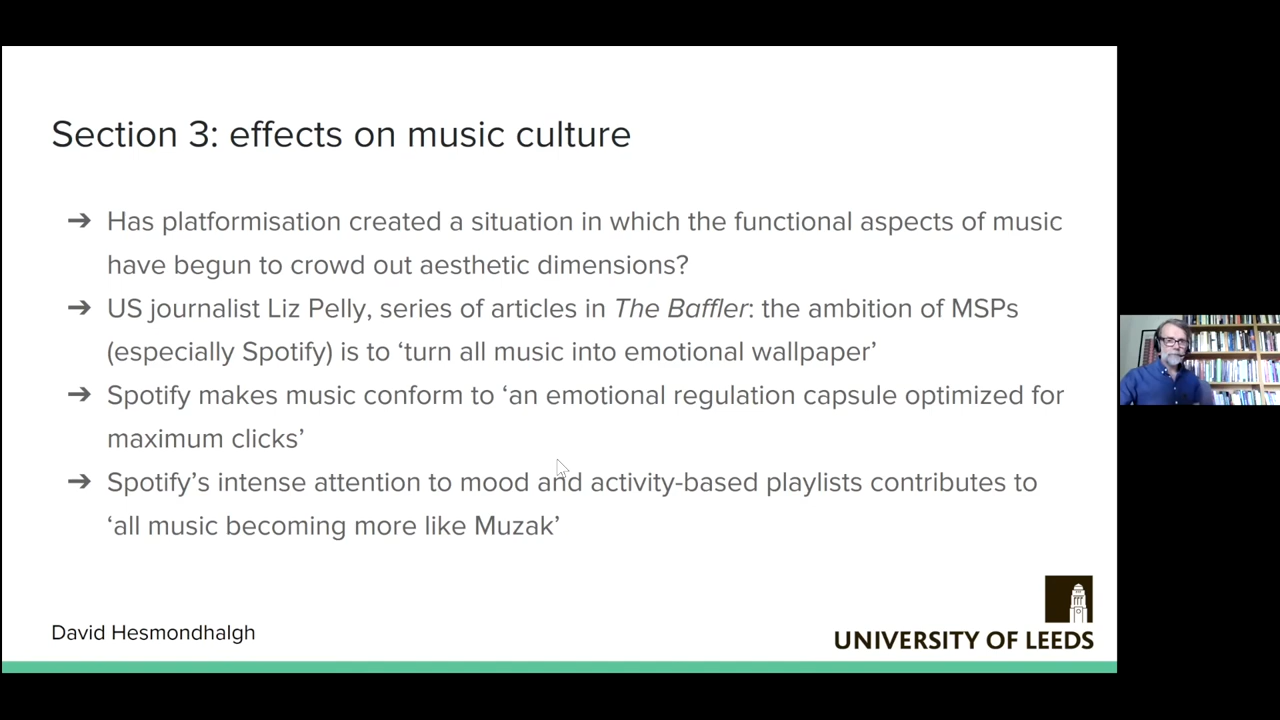 Section 3: effects on music culture
➔ Has platformisation created a situation in which the functional aspects of music
have begun to crowd out aesthetic dimensions?
➔ US journalist Liz Pelly, series of articles in The Baffler: the ambition of MSPs
(especially Spotify) is to ‘turn all music into emotional wallpaper’
➔ Spotify makes music conform to ‘an emotional regulation capsule optimized for
maximum clicks’
➔ Spotify’s intense attention to mood and activity-based playlists contributes to
‘all music becoming more like Muzak’
David Hesmondhalgh
UNIVERSITY OF LEEDS